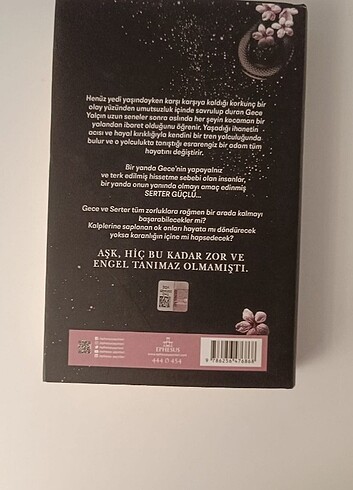 Henüz yedi yaşındayken karşı karşıya kaldığı korkunç bir
olay yüzünden umutsuzluk içinde savrulup duran Gece
Yalçın uzun seneler sonra aslında her şeyin kocaman bir
yalandan ibaret olduğunu öğrenir. Yaşadığı ihanetin
acısı ve hayal kırıklığıyla kendini bir tren yolculuğunda
bulur ve o yolculukta tanıştığı esrarengiz bir adam tüm
hayatını değiştirir.
Bir yanda Gece'nin yapayalnız
ve terk edilmiş hissetme sebebi olan insanlar,
bir yanda onun yanında olmayı amaç edinmiş
SERTER GÜÇLÜ...
Gece ve Serter tüm zorluklara rağmen bir arada kalmayı
başarabilecekler mi?
Kalplerine saplanan ok onları hayata mı döndürecek
yoksa karanlığın içine mi hapsedecek?
AŞK, HİÇ BU KADAR ZOR VE
ENGEL TANIMAZ OLMAMIŞTI.
EPHESUS
444 0 454
9 786256 476868